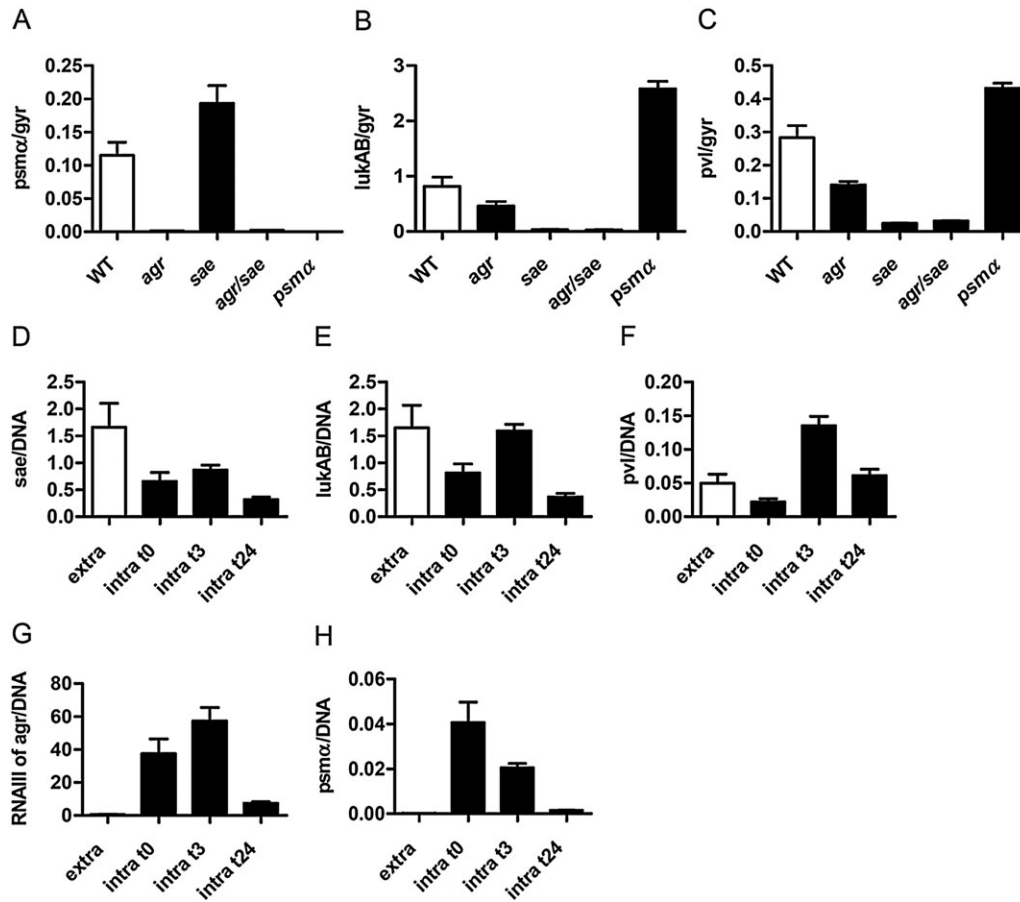 A
psmα/gyr
0.25
0.20
0.15
0.10
0.05
0.00
WT
agr
sae
agr/sae
psmα
B
lukAB/gyr
3
2
1
0
WT
agr
sae
agr/sae
psmα
C
pvl/gyr
0.5
0.4
0.3
0.2
0.1
0.0
WT
agr
sae
agr/sae
psmα
D
sae/DNA
2.5
2.0
1.5
1.0
0.5
0.0
extra
intra t0
intra t3
intra t24
E
lukAB/DNA
2.5
2.0
1.5
1.0
0.5
0.0
extra
intra t0
intra t3
intra t24
F
pvl/DNA
0.20
0.15
0.10
0.05
0.00
extra
intra t0
intra t3
intra t24
G
RNAIII of agr/DNA
80
60
40
20
0
extra
intra t0
intra t3
intra t24
H
psmα/DNA
0.06
0.04
0.02
0.00
extra
intra t0
intra t3
intra t24